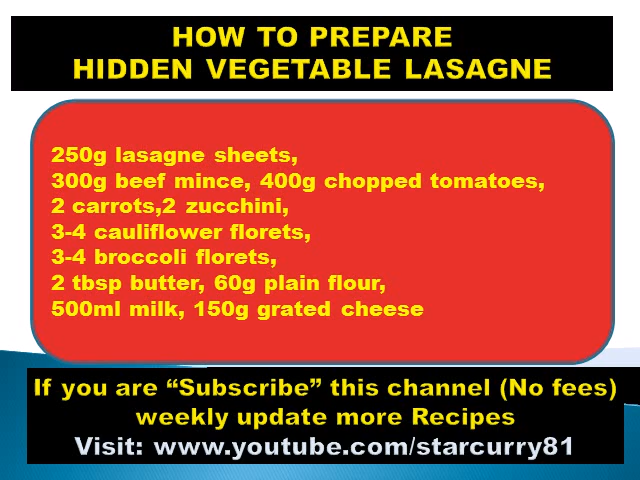 HOW TO PREPARE
HIDDEN VEGETABLE LASAGNE
250g lasagne sheets,
300g beef mince, 400g chopped tomatoes,
2 carrots,2 zucchini,
3-4 cauliflower florets,
3-4 broccoli florets,
2 tbsp butter, 60g plain flour,
500ml milk, 150g grated cheese
If you are “Subscribe” this channel (No fees)
weekly update more Recipes
Visit: www.youtube.com/starcurry81